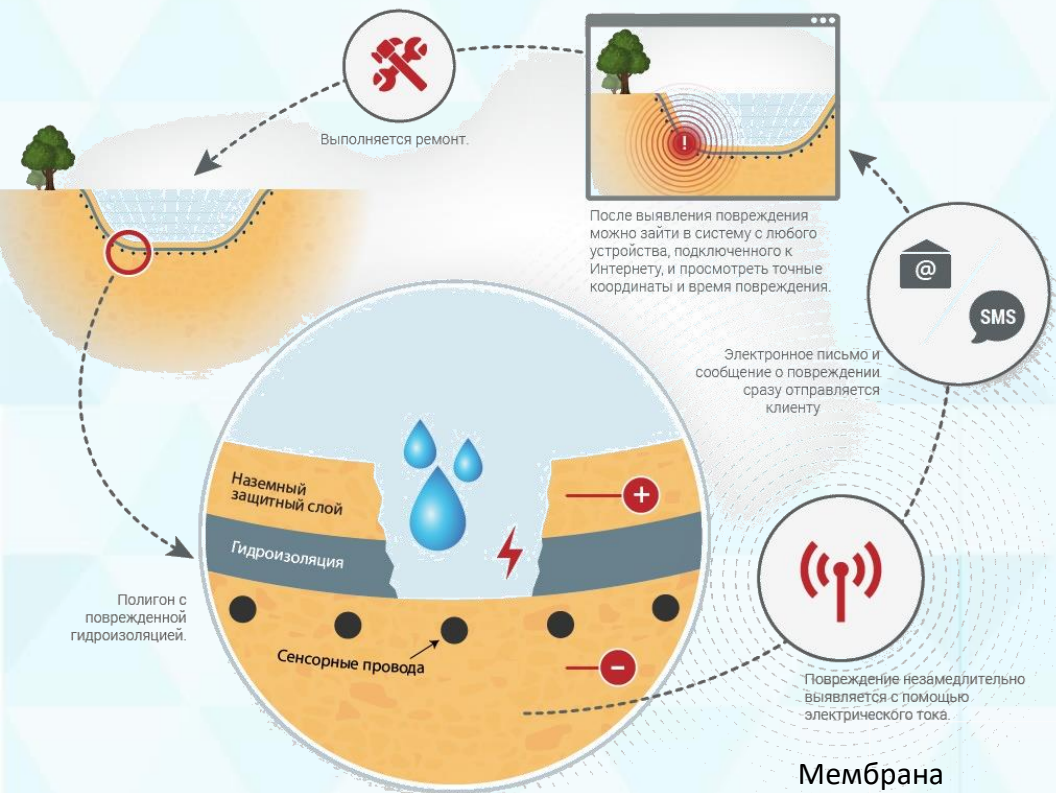 Выполняется ремонт.
!
После выявления повреждения
можно зайти в систему с любого
устройства, подключенного к
Интернету, и просмотреть точные
координаты и время повреждения.
@
SMS
Электронное письмо и
сообщение о повреждении
сразу отправляется
клиенту
Наземный
защитный слой
+
Гидроизоляция
Полигон с
поврежденной
гидроизоляцией.
Сенсорные провода
−
Повреждение незамедлительно
выявляется с помощью
электрического тока.
Мембрана